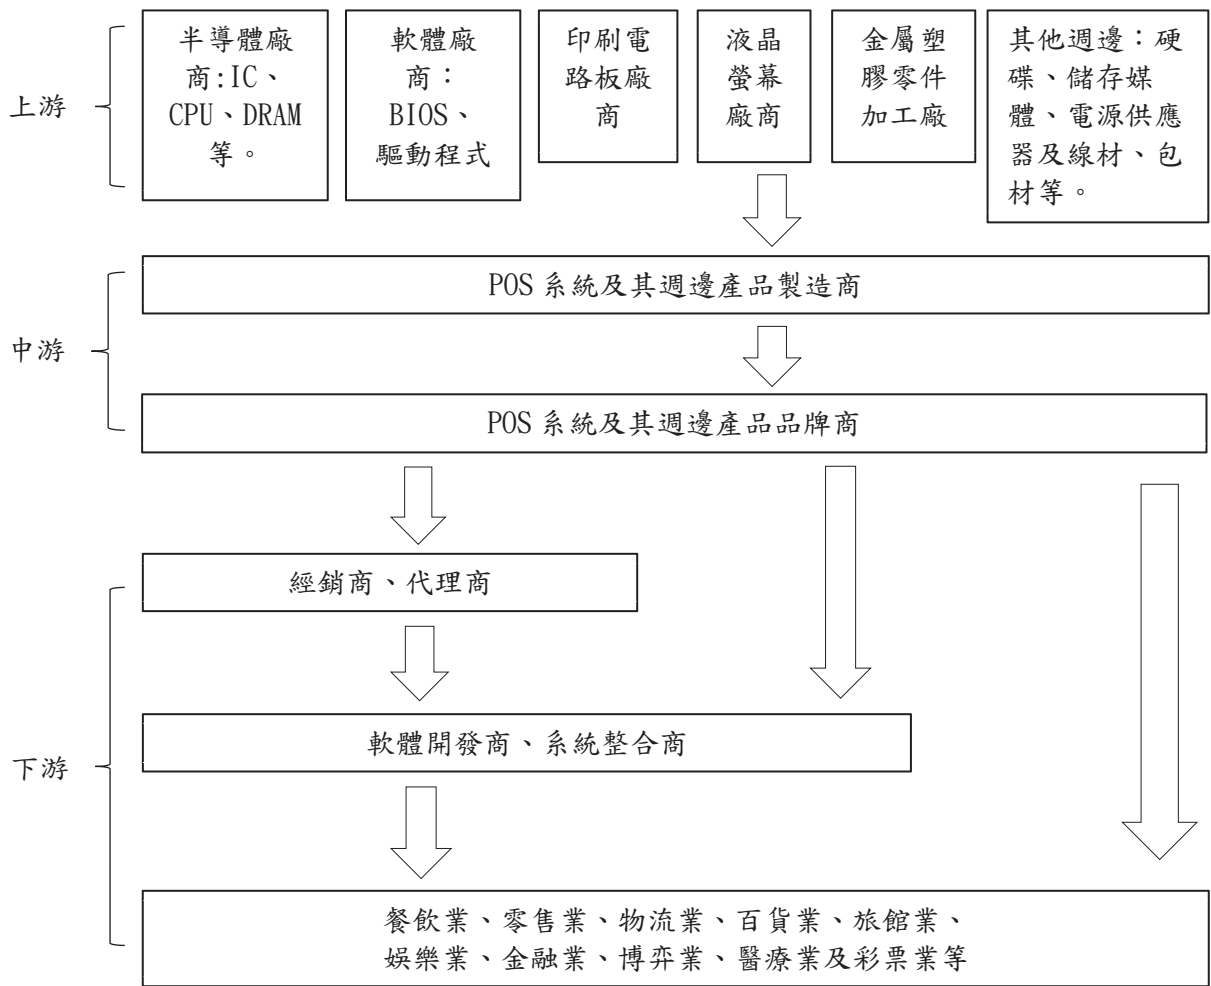 上游
半導體廠
商:IC、
CPU、DRAM
等。
軟體廠
商：
BIOS、
驅動程式
印刷電
路板廠
商
液晶
螢幕
廠商
金屬塑
膠零件
加工廠
其他週邊：硬
碟、儲存媒
體、電源供應
器及線材、包
材等。
中游
POS 系統及其週邊產品製造商
POS 系統及其週邊產品品牌商
下游
經銷商、代理商
軟體開發商、系統整合商
餐飲業、零售業、物流業、百貨業、旅館業、
娛樂業、金融業、博弈業、醫療業及彩票業等